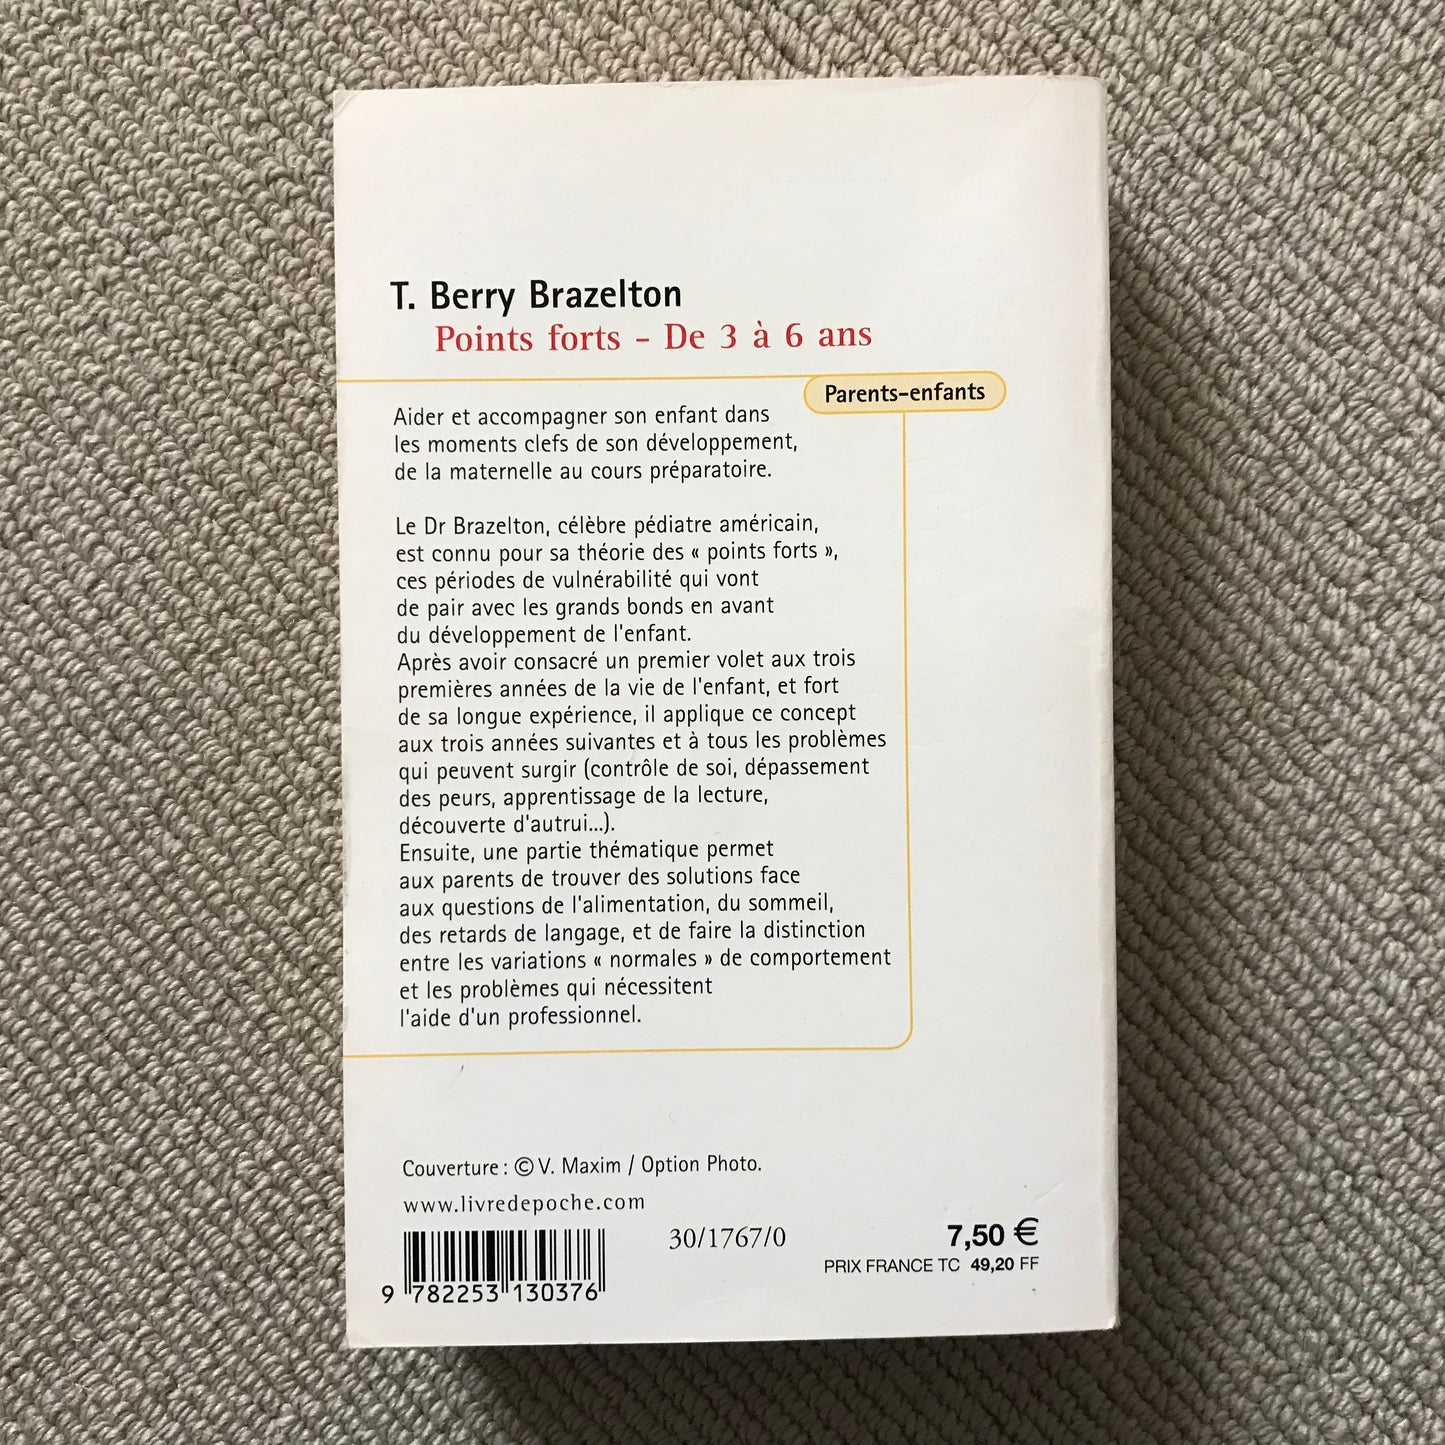 T. Berry Brazelton
Points forts - De 3 à 6 ans
Parents-enfants
Aider et accompagner son enfant dans
les moments clefs de son développement,
de la maternelle au cours préparatoire.
Le Dr Brazelton, célèbre pédiatre américain,
est connu pour sa théorie des « points forts »,
ces périodes de vulnérabilité qui vont
de pair avec les grands bonds en avant
du développement de l'enfant.
Après avoir consacré un premier volet aux trois
premières années de la vie de l'enfant, et fort
de sa longue expérience, il applique ce concept
aux trois années suivantes et à tous les problèmes
qui peuvent surgir (contrôle de soi, dépassement
des peurs, apprentissage de la lecture,
découverte d'autrui...).
Ensuite, une partie thématique permet
aux parents de trouver des solutions face
aux questions de l'alimentation, du sommeil,
des retards de langage, et de faire la distinction
entre les variations « normales » de comportement
et les problèmes qui nécessitent
l'aide d'un professionnel.
Couverture : © V. Maxim / Option Photo.
www.livredepoche.com
30/1767/0
7,50 €
PRIX FRANCE TC 49,20 FF
9 782253 130376